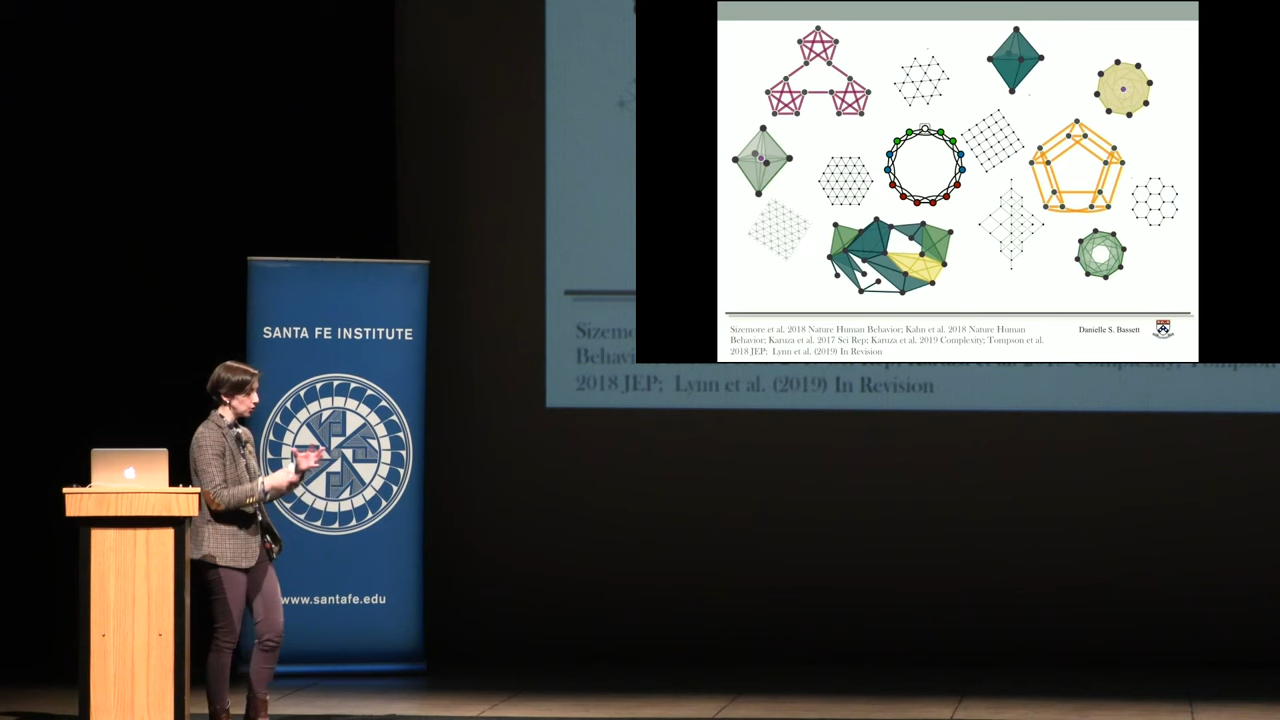 Sizemore et al. 2018 Nature Human Behavior; Kahn et al. 2018 Nature Human
Behavior; Karuza et al. 2017 Sci Rep; Karuza et al. 2019 Complexity; Tompson et al.
2018 JEP; Lynn et al. (2019) In Revision
Danielle S. Bassett
Sizemo
Behavi
2018 JEP; Lynn et al. (2019) In Revision
SANTA FE INSTITUTE
www.santafe.edu